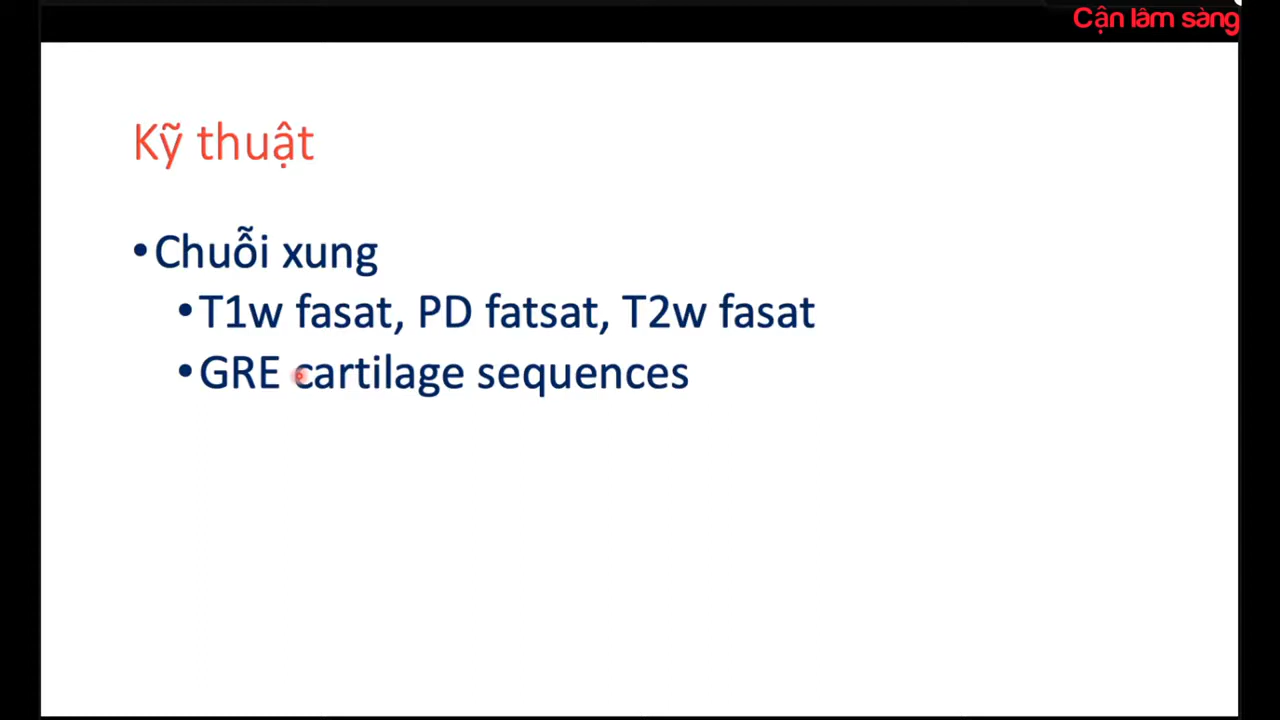 Cận lâm sàng
Kỹ thuật
•Chuỗi xung
•T1w fasat, PD fatsat, T2w fasat
•GRE cartilage sequences